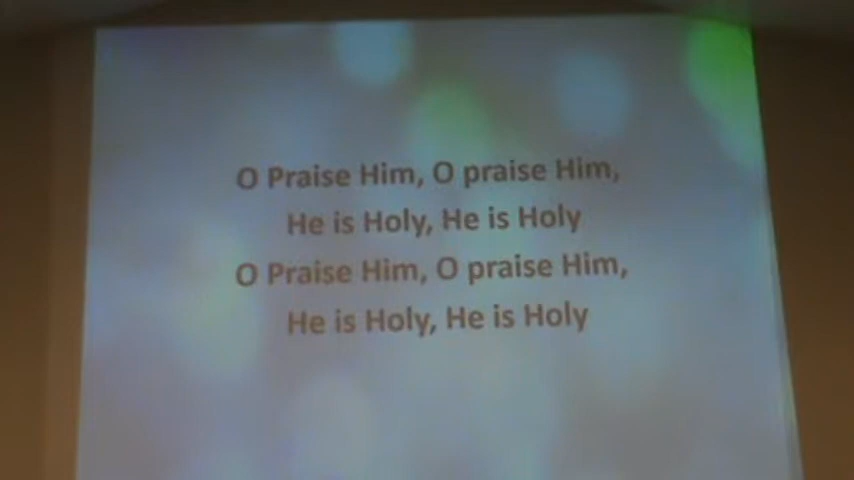 O Praise Him, O praise Him,
He is Holy, He is Holy
O Praise Him, O praise Him,
He is Holy, He is Holy